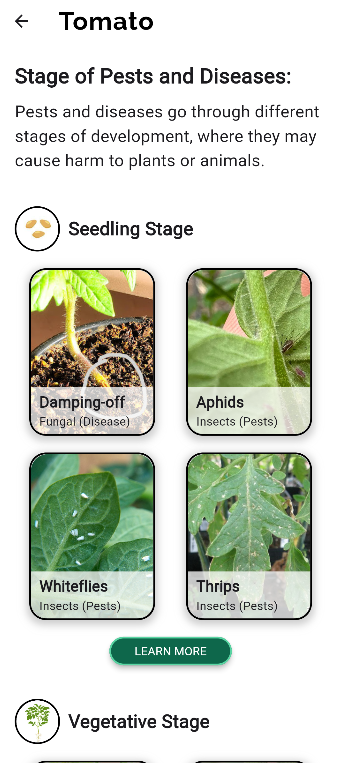 Tomato
Stage of Pests and Diseases:
Pests and diseases go through different
stages of development, where they may
cause harm to plants or animals.
Seedling Stage
Damping-off
Fungal (Disease)
Aphids
Insects (Pests)
Whiteflies
Insects (Pests)
Thrips
Insects (Pests)
LEARN MORE
Vegetative Stage